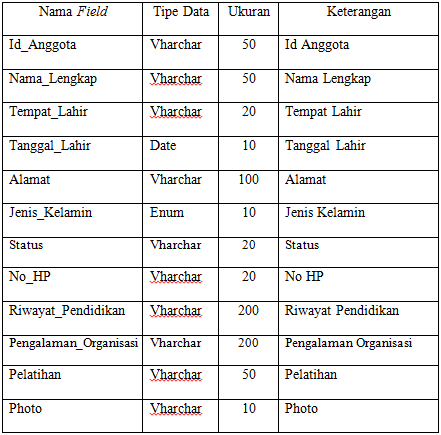 Nama Field Tipe Data Ukuran Keterangan
Id_Anggota Vharchar 50 Id Anggota
Nama_Lengkap Vharchar 50 Nama Lengkap
Tempat_Lahir Vharchar 20 Tempat Lahir
Tanggal_Lahir Date 10 Tanggal Lahir
Alamat Vharchar 100 Alamat
Jenis_Kelamin Enum 10 Jenis Kelamin
Status Vharchar 20 Status
No_HP Vharchar 20 No HP
Riwayat_Pendidikan Vharchar 200 Riwayat Pendidikan
Pengalaman_Organisasi Vharchar 200 Pengalaman Organisasi
Pelatihan Vharchar 50 Pelatihan
Photo Vharchar 10 Photo